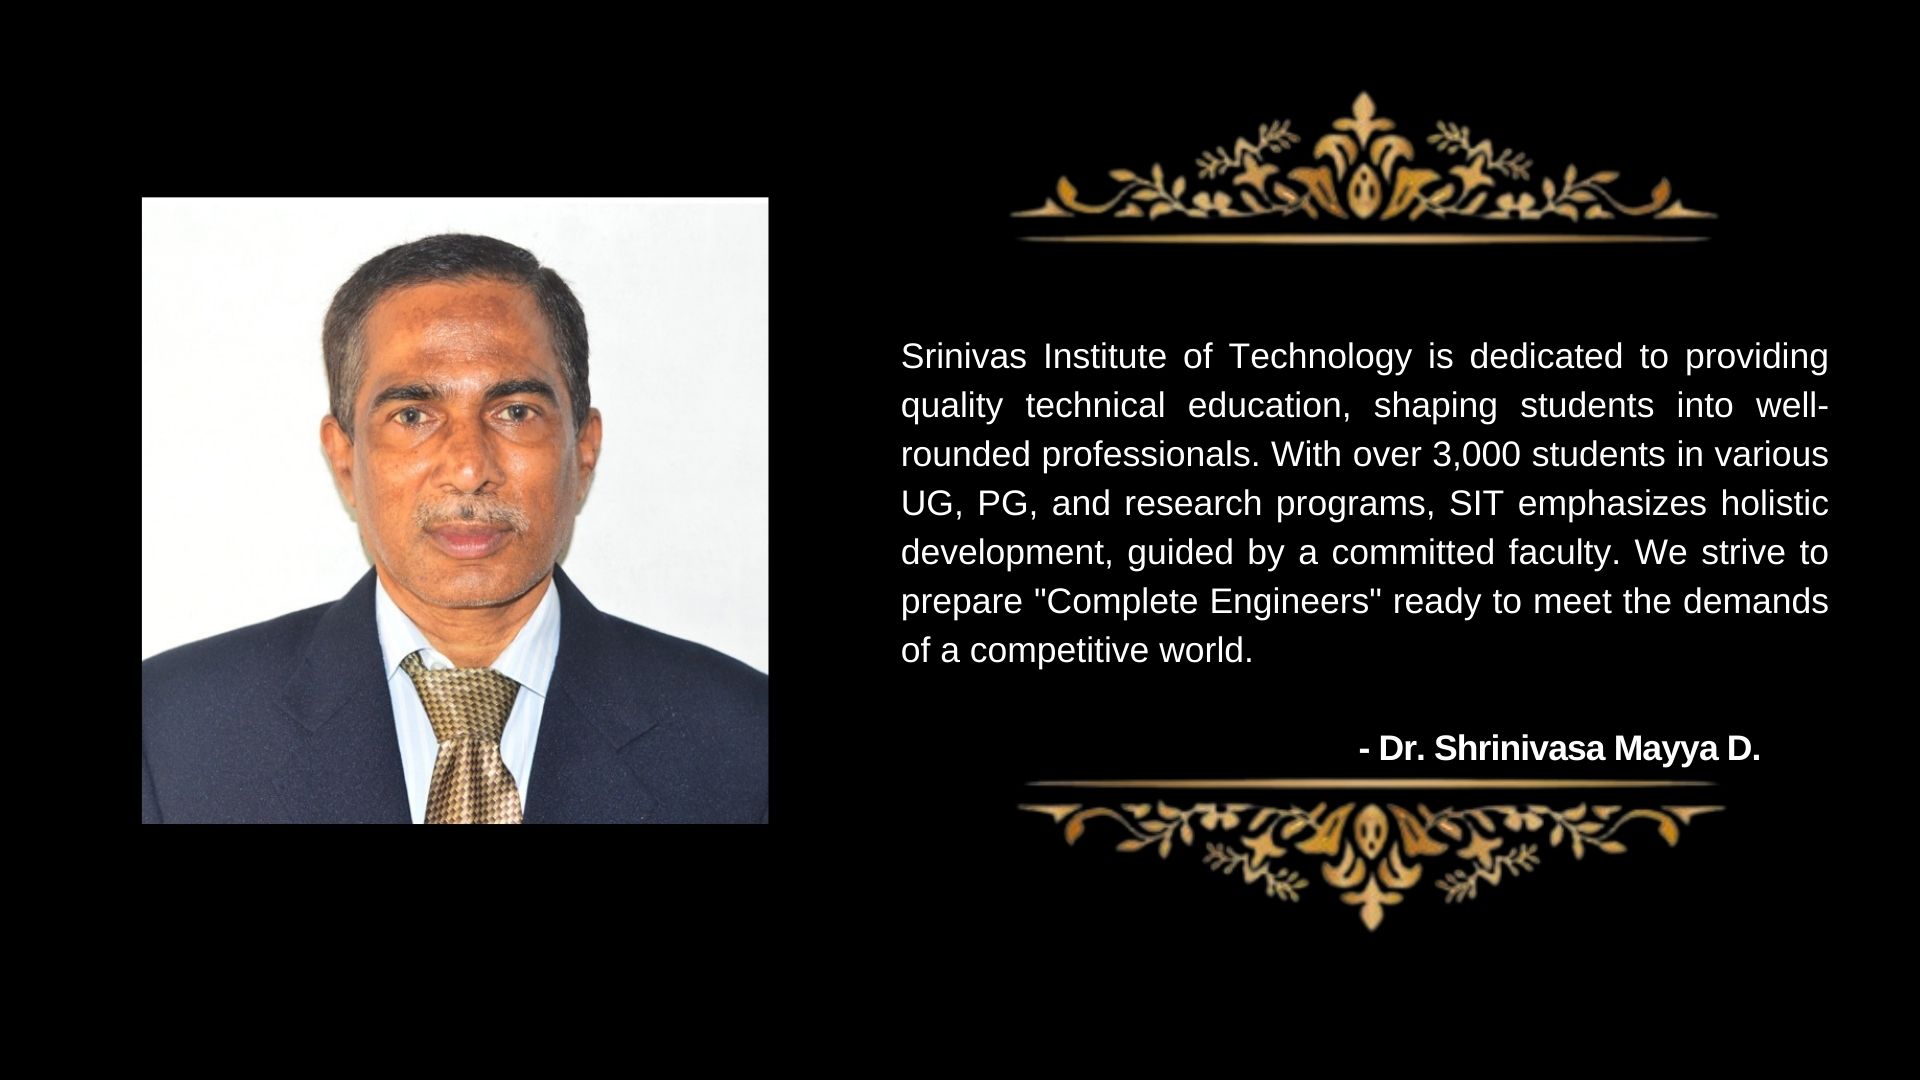 Srinivas Institute of Technology is dedicated to providing
quality technical education, shaping students into well-
rounded professionals. With over 3,000 students in various
UG, PG, and research programs, SIT emphasizes holistic
development, guided by a committed faculty. We strive to
prepare "Complete Engineers" ready to meet the demands
of a competitive world.
- Dr. Shrinivasa Mayya D.